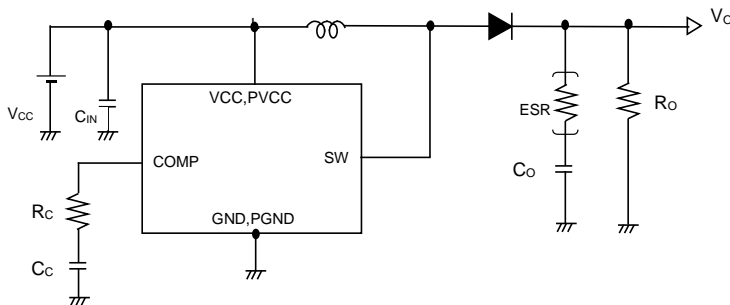 VO
VCC
CIN
VCC,PVCC
COMP
SW
GND,PGND
RC
CC
ESR
CO
RO